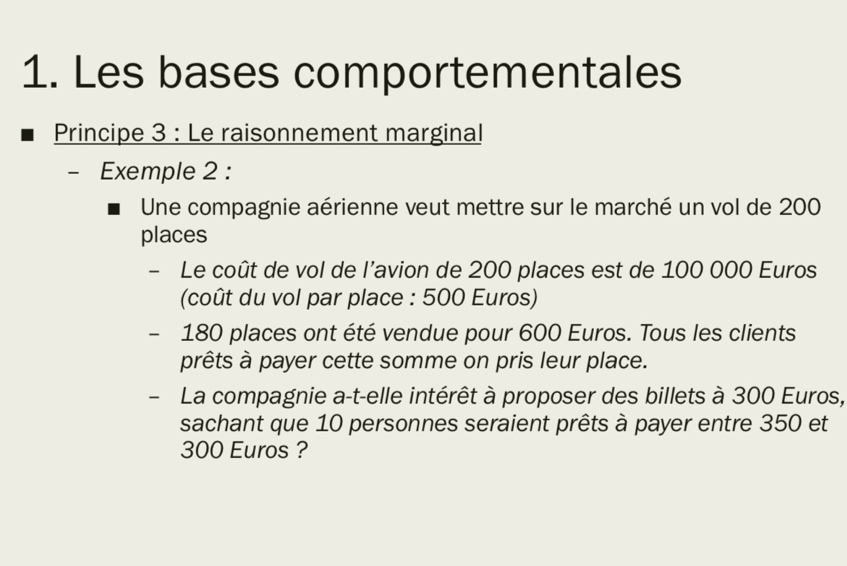 1. Les bases comportementales
■ Principe 3 : Le raisonnement marginal
– Exemple 2 :
■ Une compagnie aérienne veut mettre sur le marché un vol de 200
places
– Le coût de vol de l’avion de 200 places est de 100 000 Euros
(coût du vol par place : 500 Euros)
– 180 places ont été vendue pour 600 Euros. Tous les clients
prêts à payer cette somme on pris leur place.
– La compagnie a-t-elle intérêt à proposer des billets à 300 Euros,
sachant que 10 personnes seraient prêts à payer entre 350 et
300 Euros ?